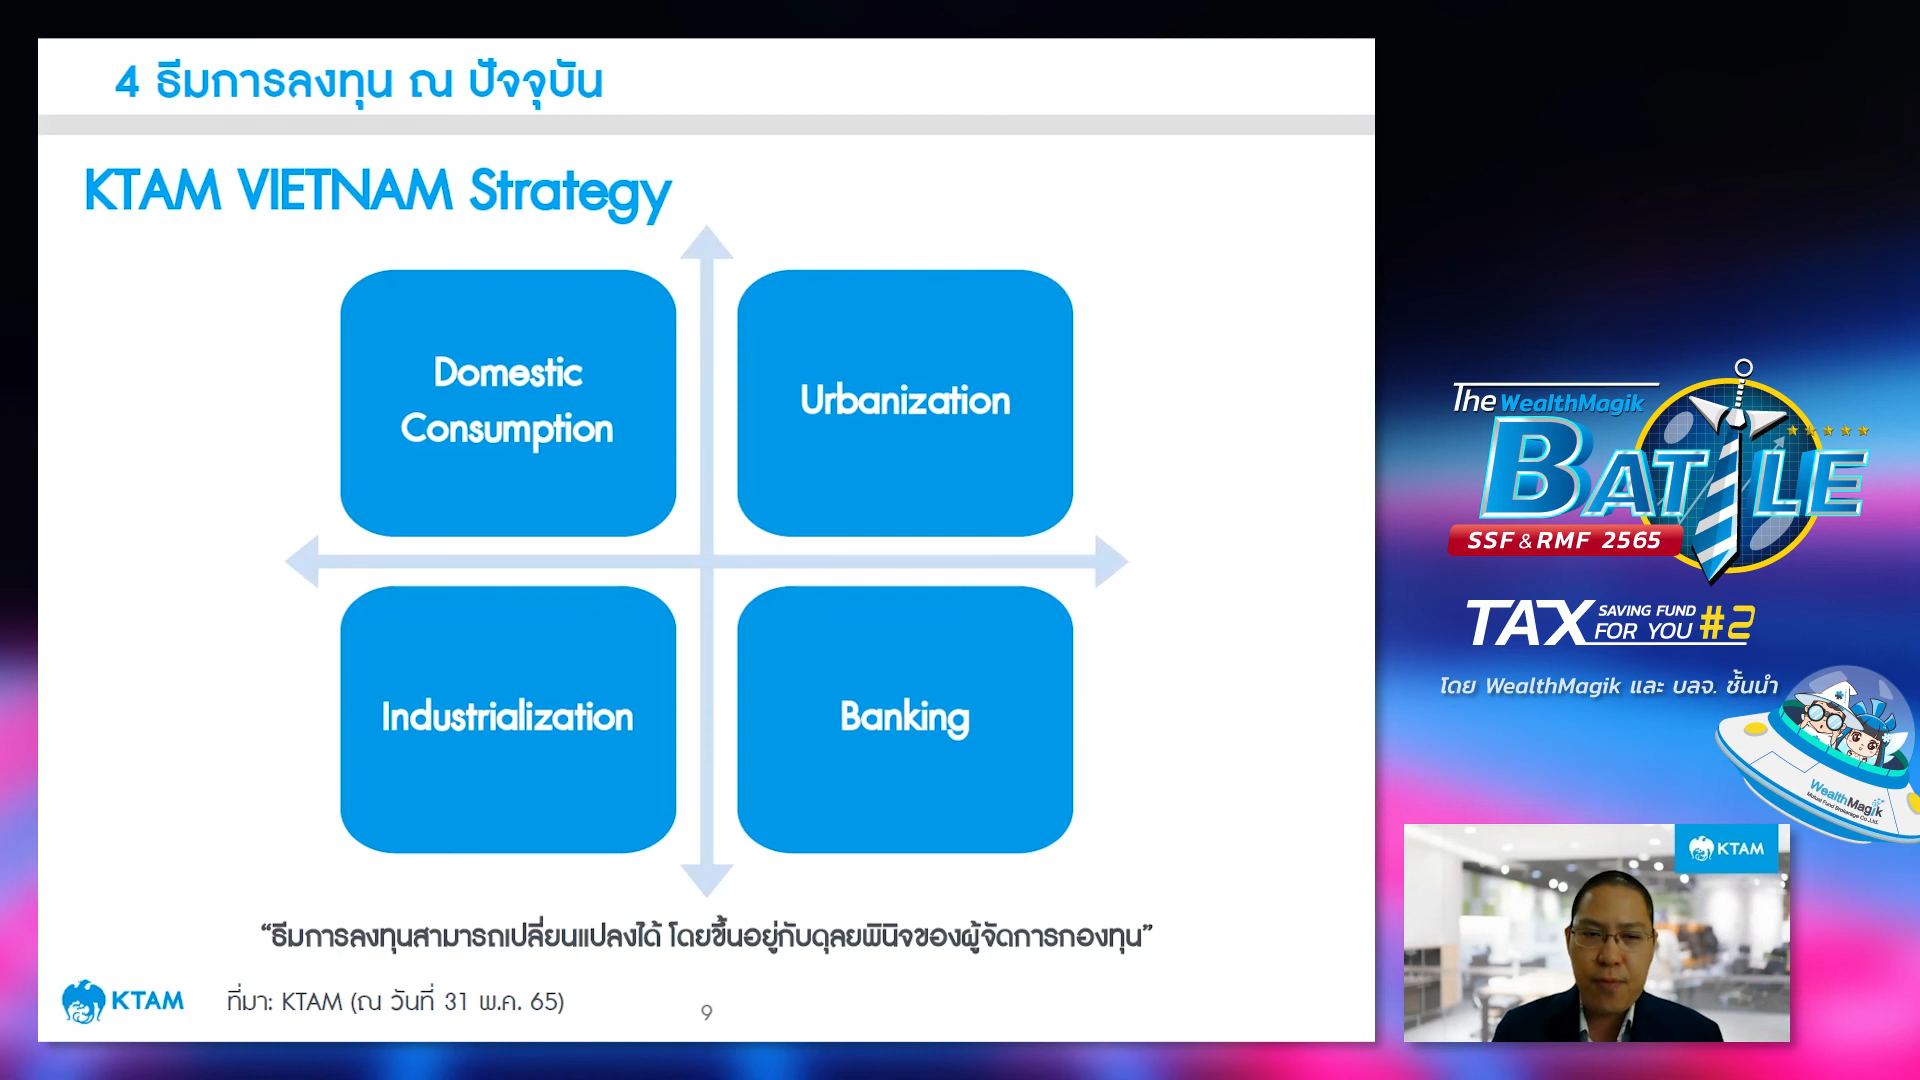 4 ธีมการลงทุน ณ ปัจจุบัน
KTAM VIETNAM Strategy
Domestic
Consumption
Urbanization
Industrialization
Banking
“ธีมการลงทุนสามารถเปลี่ยนแปลงได้ โดยขึ้นอยู่กับดุลยพินิจของผู้จัดการกองทุน”
KTAM
ที่มา: KTAM (ณ วันที่ 31 พ.ค. 65)
9
The WealthMagik
BATTLE
SSF & RMF 2565
TAX SAVING FUND
FOR YOU #2
โดย WealthMagik และ บลจ. ชั้นนำ
WealthMagik
Mutual Fund Brokerage Co.,Ltd.
KTAM